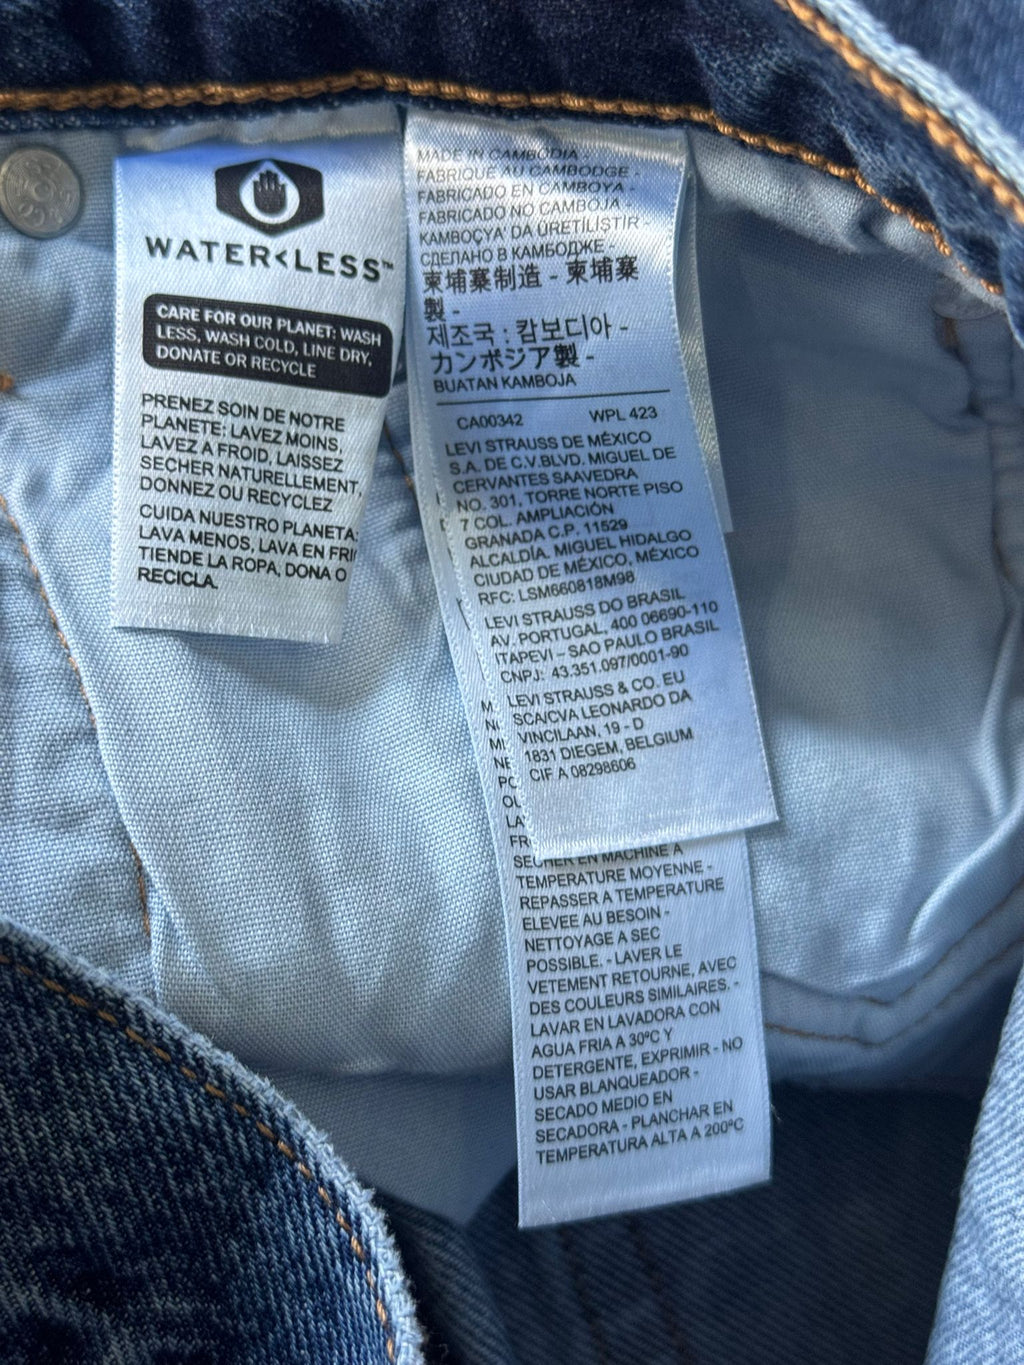 WATER<LESS™
CARE FOR OUR PLANET: WASH
LESS, WASH COLD, LINE DRY,
DONATE OR RECYCLE
PRENEZ SOIN DE NOTRE
PLANETE: LAVEZ MOINS,
LAVEZ A FROID, LAISSEZ
SECHER NATURELLEMENT,
DONNEZ OU RECYCLEZ
CUIDA NUESTRO PLANETA:
LAVA MENOS, LAVA EN FRI
TIENDE LA ROPA, DONA O
RECICLA.
MADE IN CAMBODIA -
FABRIQUÉ AU CAMBODGE -
FABRICADO EN CAMBOYA -
FABRICADO NO CAMBOJA -
KAMBOÇYA' DA ÜRETİLİŞTİR -
СДЕЛАНО В КАМБОДЖЕ -
柬埔寨制造 - 柬埔寨
製 -
제조국 : 캄보디아 -
カンボジア製 -
BUATAN KAMBOJA
CA00342 WPL 423
LEVI STRAUSS DE MÉXICO
S.A. DE C.V.BLVD. MIGUEL DE
CERVANTES SAAVEDRA
NO. 301, TORRE NORTE PISO
7 COL. AMPLIACIÓN
GRANADA C.P. 11529
ALCALDÍA. MIGUEL HIDALGO
CIUDAD DE MÉXICO, MÉXICO
RFC: LSM660818M98
LEVI STRAUSS DO BRASIL
AV. PORTUGAL, 400 06690-110
ITAPEVI – SAO PAULO BRASIL
CNPJ: 43.351.097/0001-90
LEVI STRAUSS & CO. EU
SCA/CVA LEONARDO DA
VINCILAAN, 19 - D
1831 DIEGEM, BELGIUM
CIF A 08298606
SECHER EN MACHINE A
TEMPERATURE MOYENNE -
REPASSER A TEMPERATURE
ELEVEE AU BESOIN -
NETTOYAGE A SEC
POSSIBLE. - LAVER LE
VETEMENT RETOURNE, AVEC
DES COULEURS SIMILAIRES. -
LAVAR EN LAVADORA CON
AGUA FRIA A 30ºC Y
DETERGENTE, EXPRIMIR - NO
USAR BLANQUEADOR -
SECADO MEDIO EN
SECADORA - PLANCHAR EN
TEMPERATURA ALTA A 200ºC